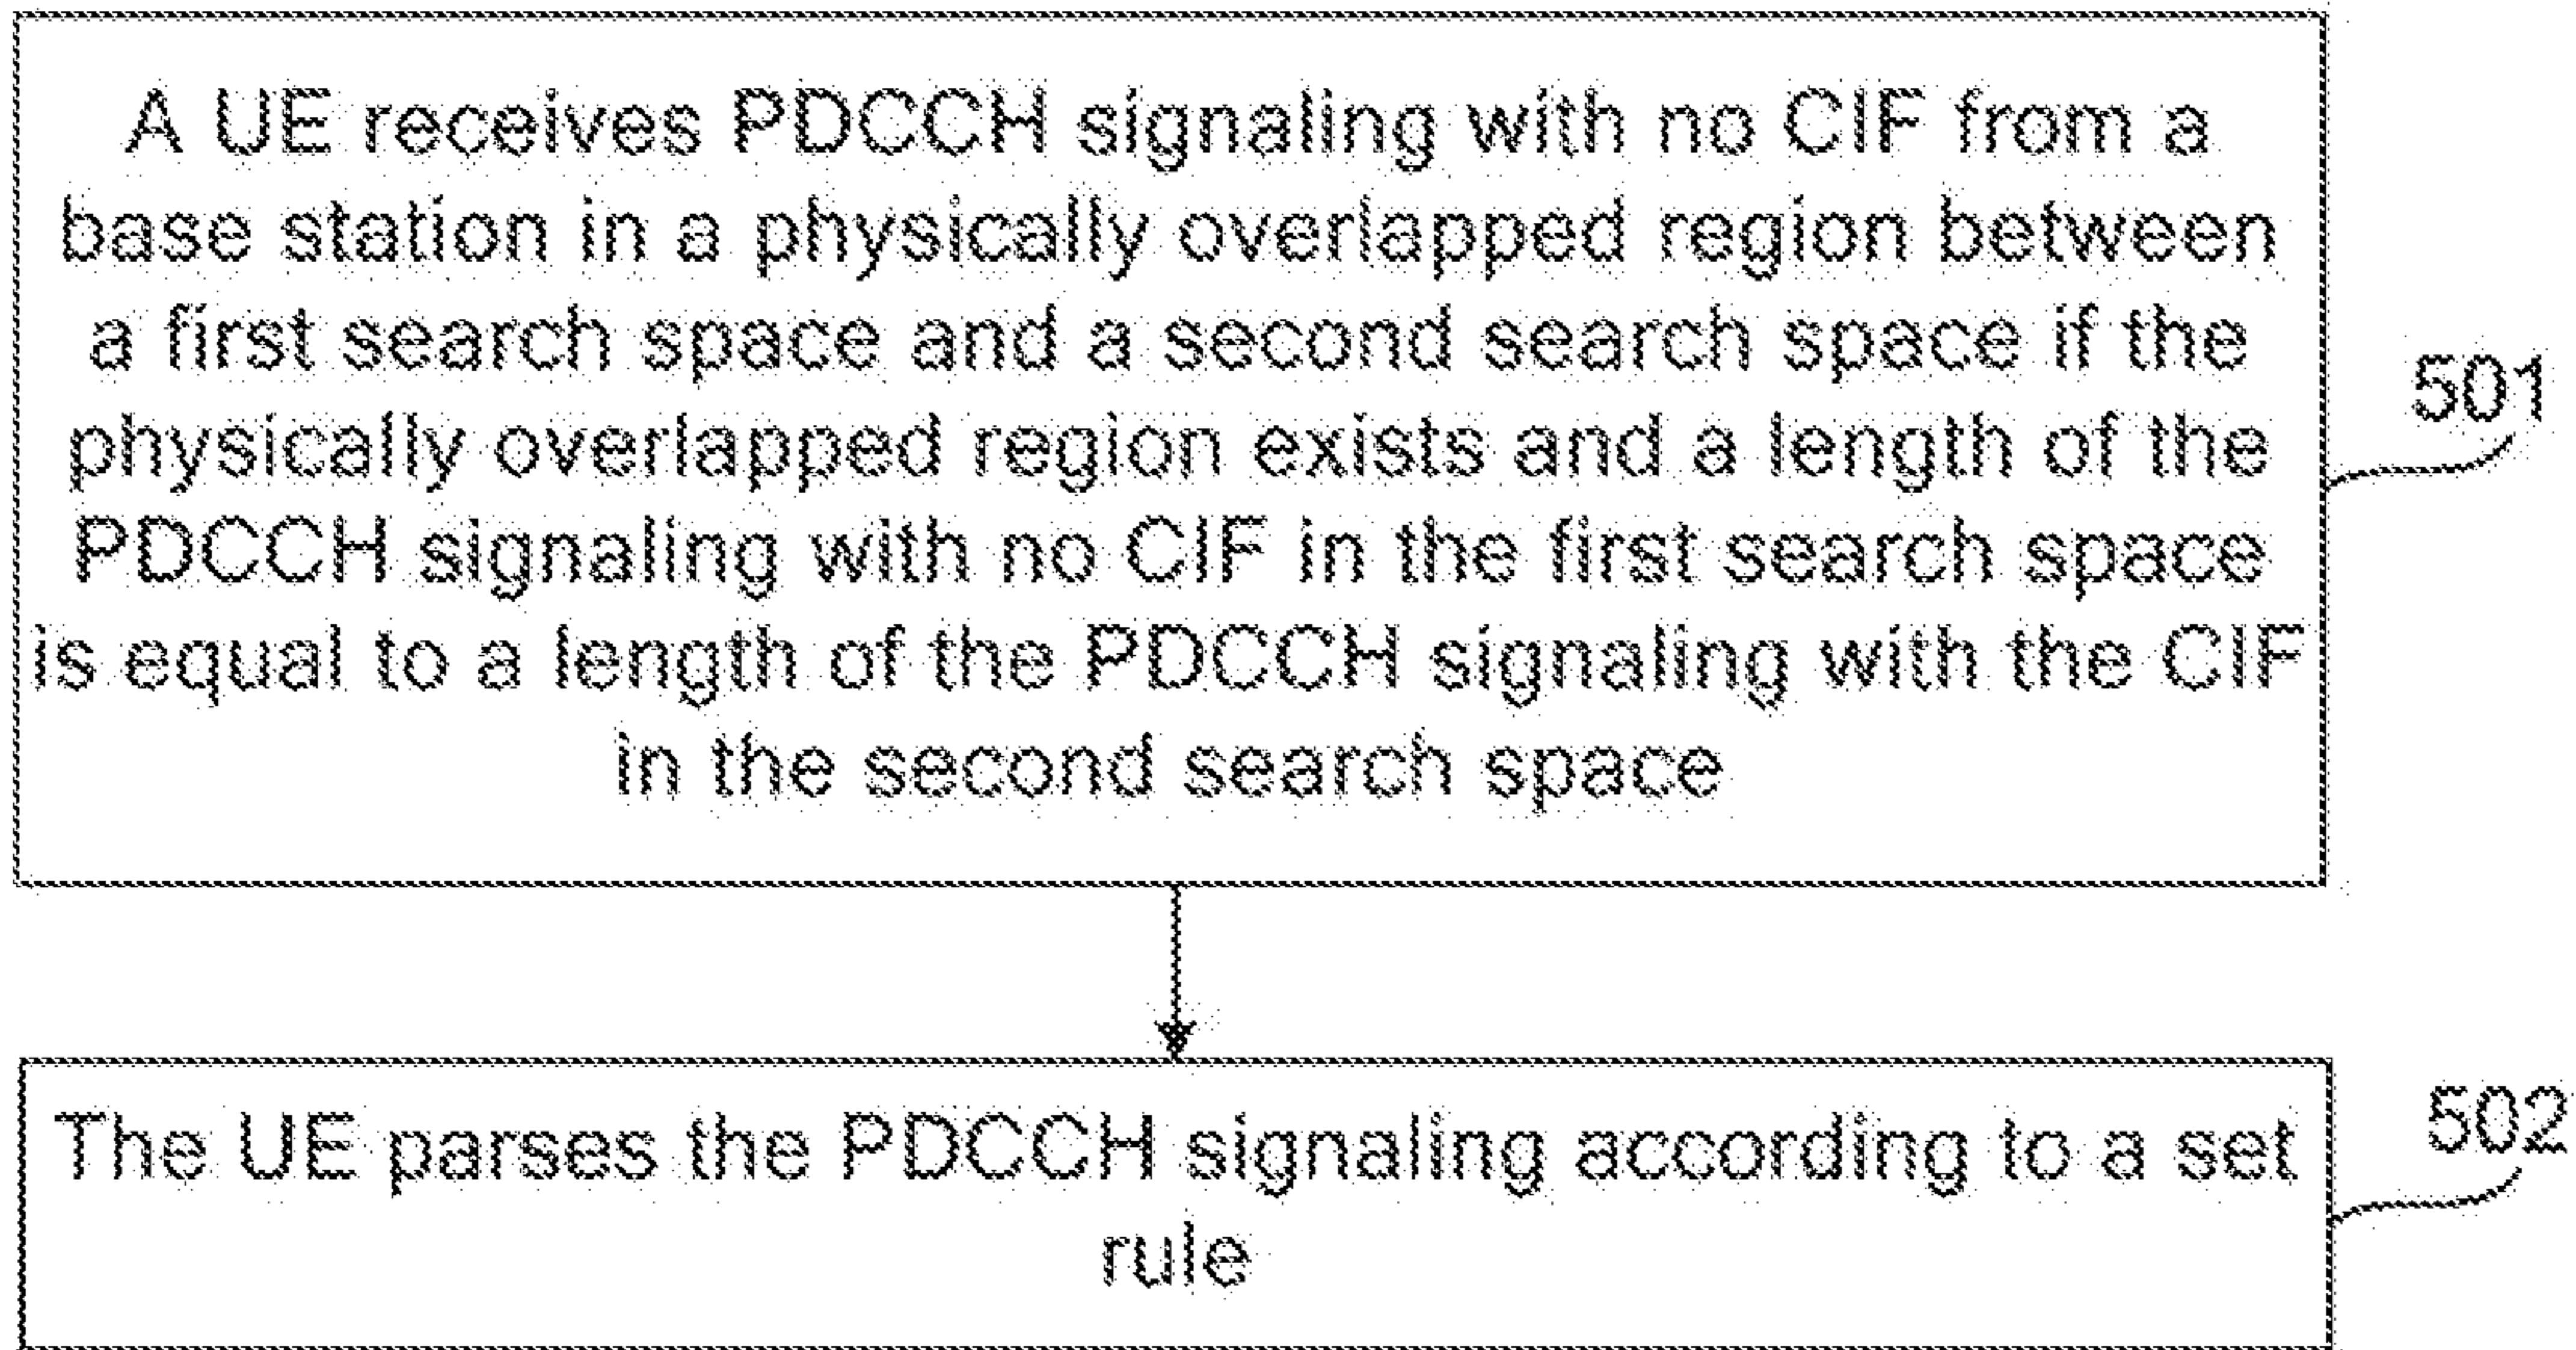 A UE receives PDCCH signaling with no CIF from a
base station in a physically overlapped region between
a first search space and a second search space if the
physically overlapped region exists and a length of the
PDCCH signaling with no CIF in the first search space
is equal to a length of the PDCCH signaling with the CIF
in the second search space
501
The UE parses the PDCCH signaling according to a set
rule
502